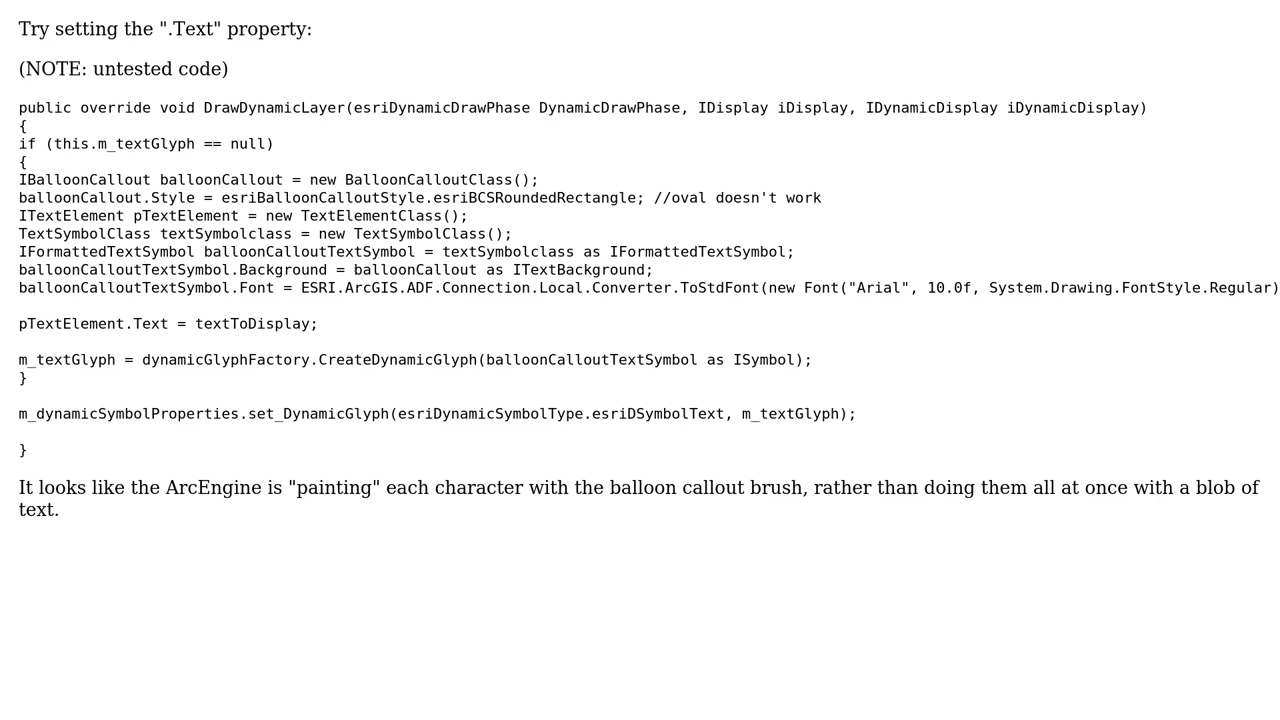 Try setting the ".Text" property:
(NOTE: untested code)
public override void DrawDynamicLayer(esriDynamicDrawPhase DynamicDrawPhase, IDisplay iDisplay, IDynamicDisplay iDynamicDisplay)
{
if (this.m_textGlyph == null)
{
IBalloonCallout balloonCallout = new BalloonCalloutClass();
balloonCallout.Style = esriBalloonCalloutStyle.esriBCSRoundedRectangle; //oval doesn't work
ITextElement pTextElement = new TextElementClass();
TextSymbolClass textSymbolclass = new TextSymbolClass();
IFormattedTextSymbol balloonCalloutTextSymbol = textSymbolclass as IFormattedTextSymbol;
balloonCalloutTextSymbol.Background = balloonCallout as ITextBackground;
balloonCalloutTextSymbol.Font = ESRI.ArcGIS.ADF.Connection.Local.Converter.ToStdFont(new Font("Arial", 10.0f, System.Drawing.FontStyle.Regular)
pTextElement.Text = textToDisplay;
m_textGlyph = dynamicGlyphFactory.CreateDynamicGlyph(balloonCalloutTextSymbol as ISymbol);
}
m_dynamicSymbolProperties.set_DynamicGlyph(esriDynamicSymbolType.esriDSymbolText, m_textGlyph);
}
It looks like the ArcEngine is "painting" each character with the balloon callout brush, rather than doing them all at once with a blob of
text.